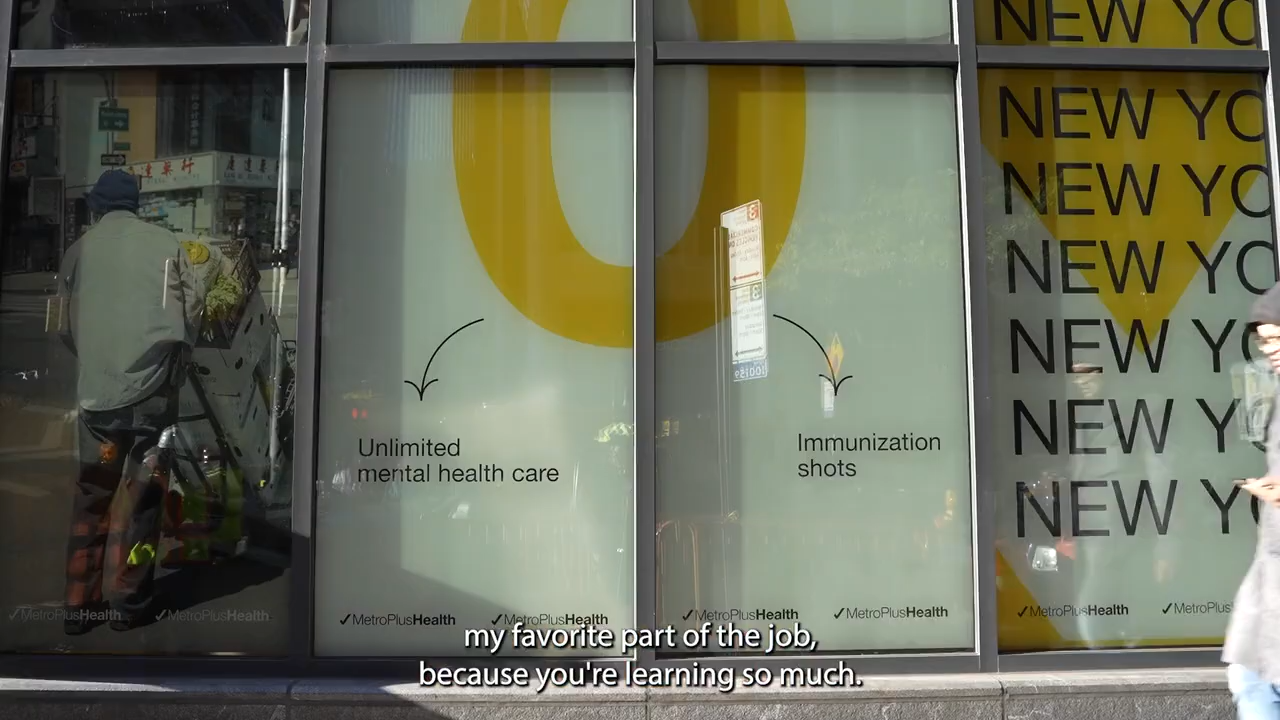 NEW YO
NEW YO
NEW YO
NEW YO
NEW YO
NEW YO
NEW Y
Unlimited
mental health care
Immunization
shots
✓MetroPlusHealth
✓MetroPlusHealth
✓MetroPlusHealth
✓MetroPlusHealth
✓MetroPlusHealth
✓MetroPlusHealth
✓MetroPlusHealth
✓MetroPlus
my favorite part of the job,
because you're learning so much.